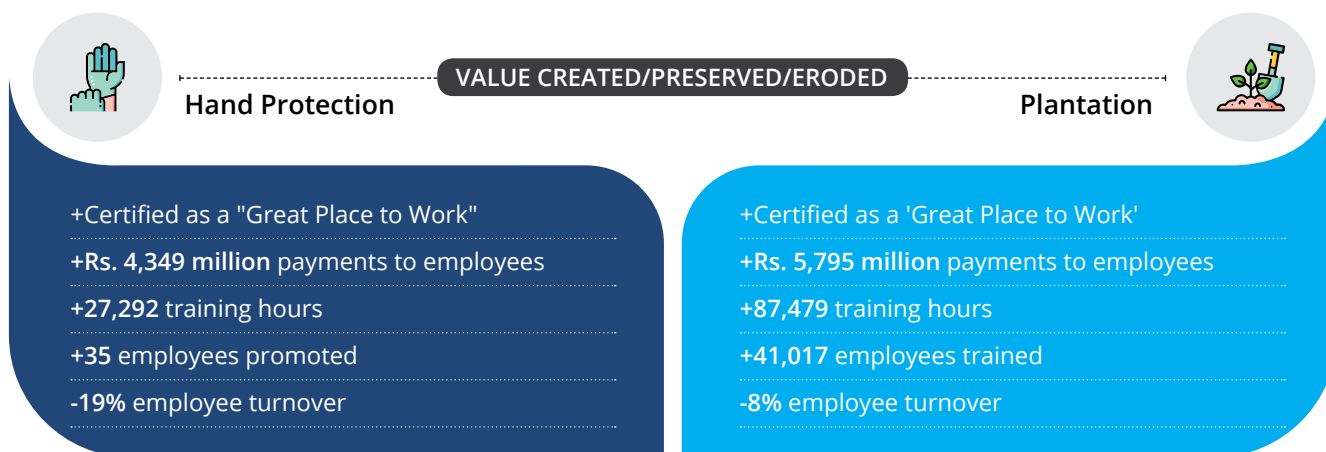 VALUE CREATED/PRESERVED/ERODED
Hand Protection
Plantation
+Certified as a "Great Place to Work"
+Rs. 4,349 million payments to employees
+27,292 training hours
+35 employees promoted
-19% employee turnover
+Certified as a 'Great Place to Work'
+Rs. 5,795 million payments to employees
+87,479 training hours
+41,017 employees trained
-8% employee turnover